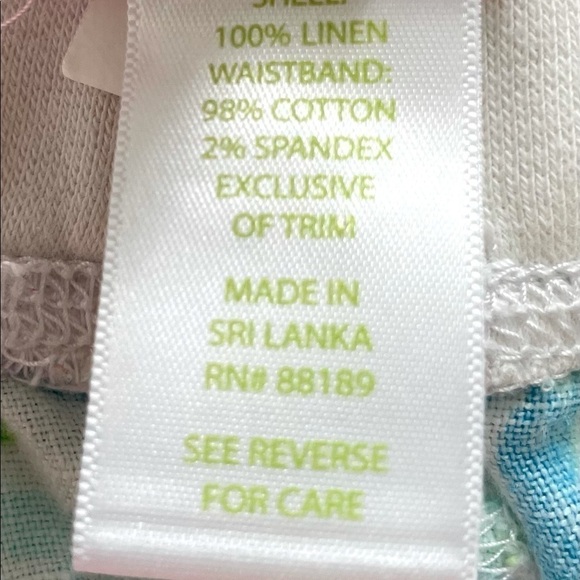 SHELL:
100% LINEN
WAISTBAND:
98% COTTON
2% SPANDEX
EXCLUSIVE
OF TRIM
MADE IN
SRI LANKA
RN# 88189
SEE REVERSE
FOR CARE